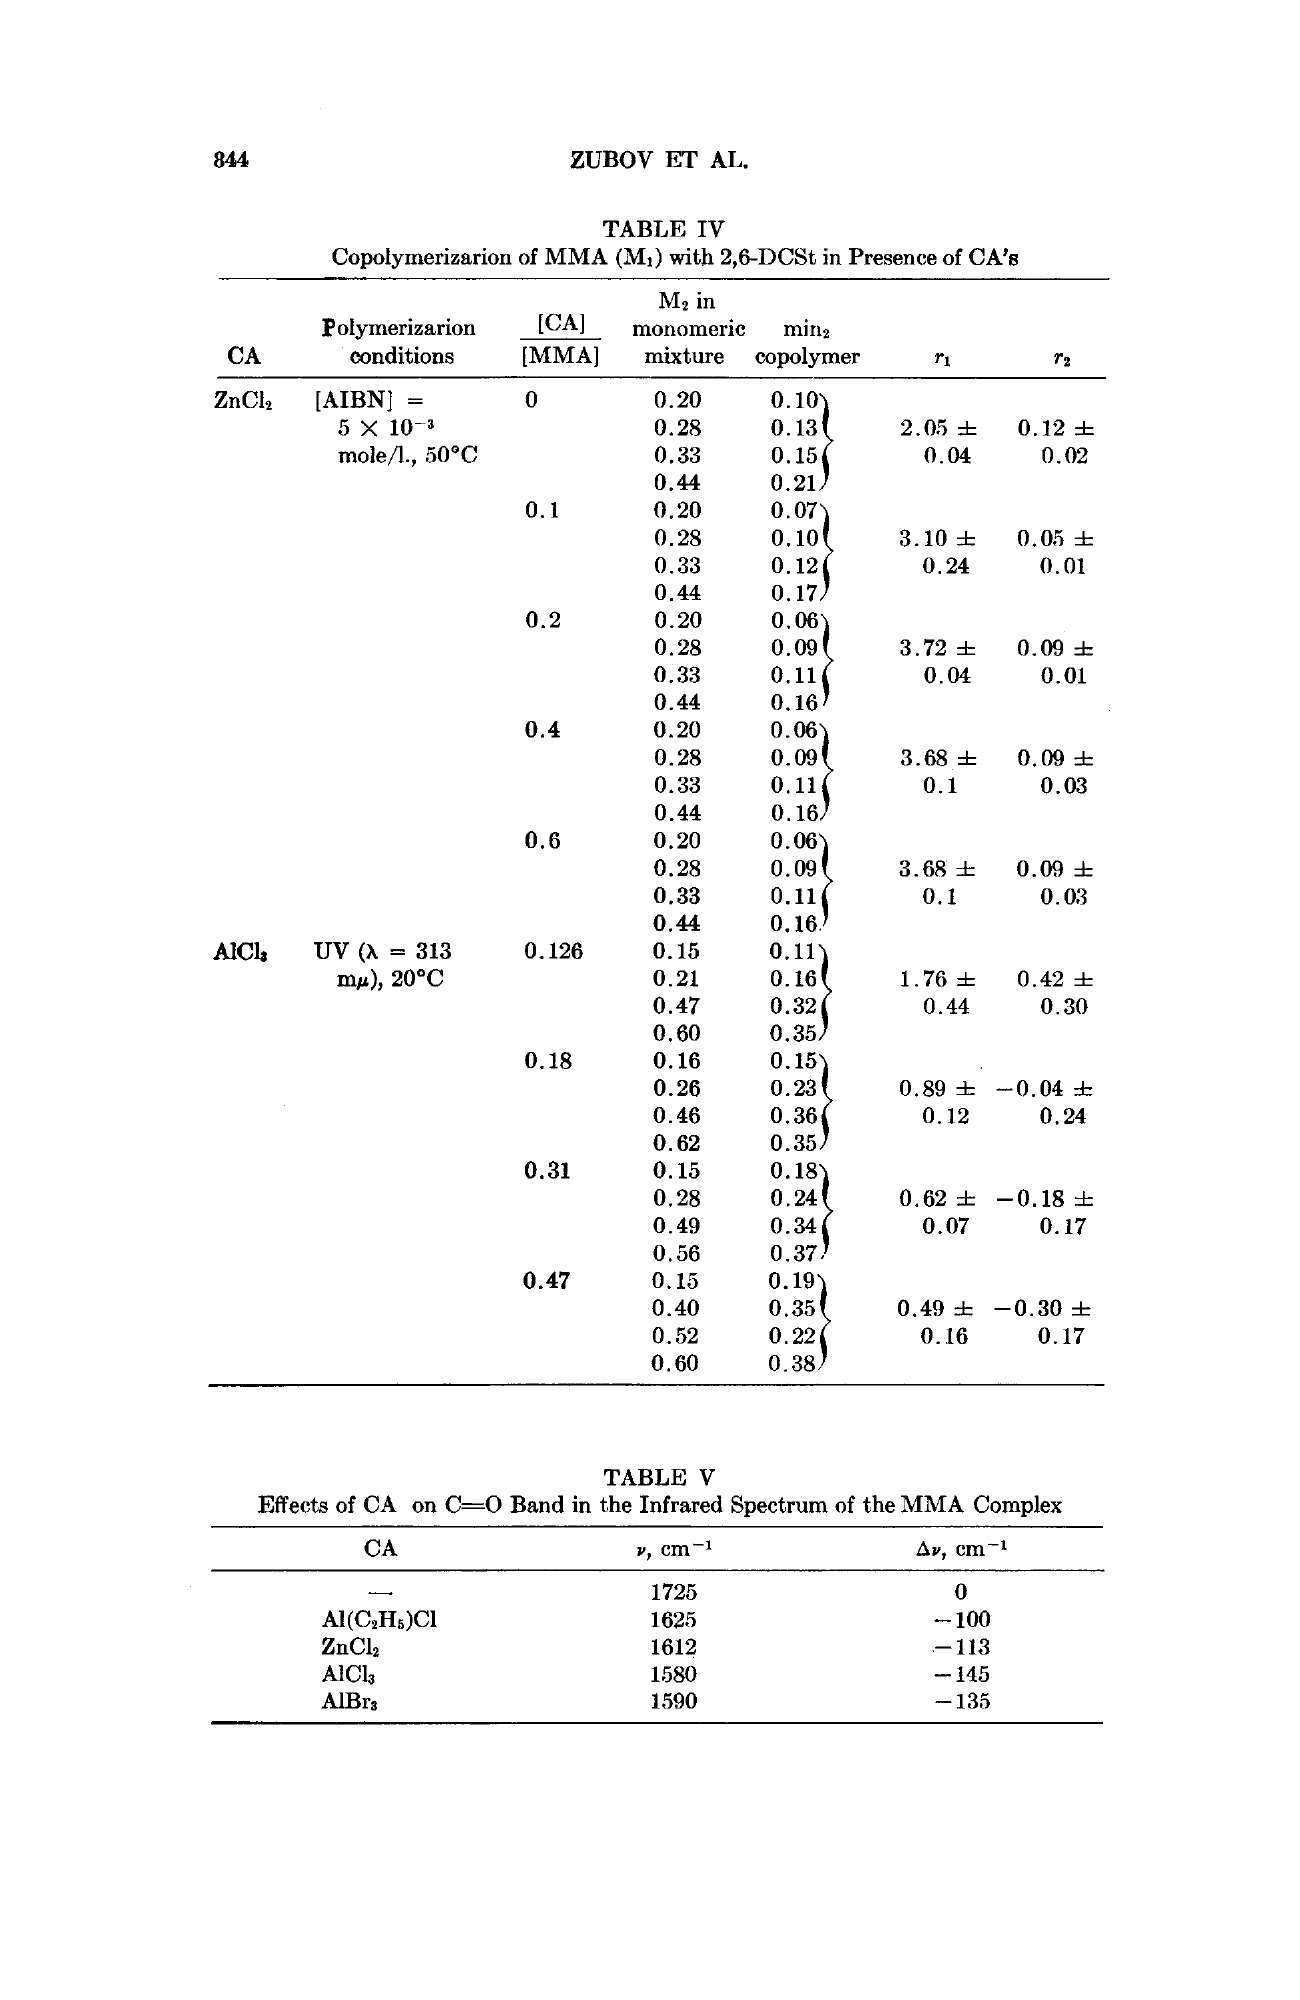 844 ZUBOV ET AL.
TABLE IV
Copolymerizarion of MMA (M₁) with 2,6-DCSt in Presence of CA's
M₂ in
Polymerizarion [CA] monomeric min₂
CA conditions [MMA] mixture copolymer r₁ r₂
ZnCl₂ [AIBN] = 0 0.20 0.10
5 × 10⁻³ 0.28 0.13 2.05 ± 0.12 ±
mole/l., 50°C 0.33 0.15 0.04 0.02
0.44 0.21
0.1 0.20 0.07
0.28 0.10 3.10 ± 0.05 ±
0.33 0.12 0.24 0.01
0.44 0.17
0.2 0.20 0.06
0.28 0.09 3.72 ± 0.09 ±
0.33 0.11 0.04 0.01
0.44 0.16
0.4 0.20 0.06
0.28 0.09 3.68 ± 0.09 ±
0.33 0.11 0.1 0.03
0.44 0.16
0.6 0.20 0.06
0.28 0.09 3.68 ± 0.09 ±
0.33 0.11 0.1 0.03
0.44 0.16
AlCl₃ UV (λ = 313 0.126 0.15 0.11
mμ), 20°C 0.21 0.16 1.76 ± 0.42 ±
0.47 0.32 0.44 0.30
0.60 0.35
0.18 0.16 0.15
0.26 0.23 0.89 ± −0.04 ±
0.46 0.36 0.12 0.24
0.62 0.35
0.31 0.15 0.18
0.28 0.24 0.62 ± −0.18 ±
0.49 0.34 0.07 0.17
0.56 0.37
0.47 0.15 0.19
0.40 0.35 0.49 ± −0.30 ±
0.52 0.22 0.16 0.17
0.60 0.38
TABLE V
Effects of CA on C=O Band in the Infrared Spectrum of the MMA Complex
CA ν, cm⁻¹ Δν, cm⁻¹
— 1725 0
Al(C₂H₅)Cl 1625 −100
ZnCl₂ 1612 −113
AlCl₃ 1580 −145
AlBr₃ 1590 −135